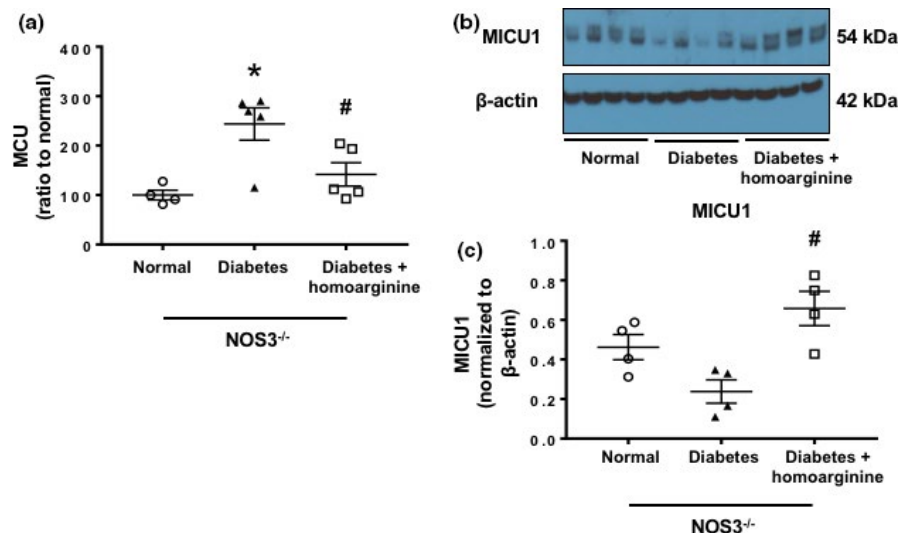 (a)
MCU
(ratio to normal)
400
300
200
100
0
*
#
Normal
Diabetes
Diabetes +
homoarginine
NOS3-/-
(b)
MICU1
54 kDa
β-actin
42 kDa
Normal
Diabetes
Diabetes +
homoarginine
MICU1
(c)
MICU1
(normalized to
β-actin)
1.0
0.8
0.6
0.4
0.2
0.0
#
Normal
Diabetes
Diabetes +
homoarginine
NOS3-/-